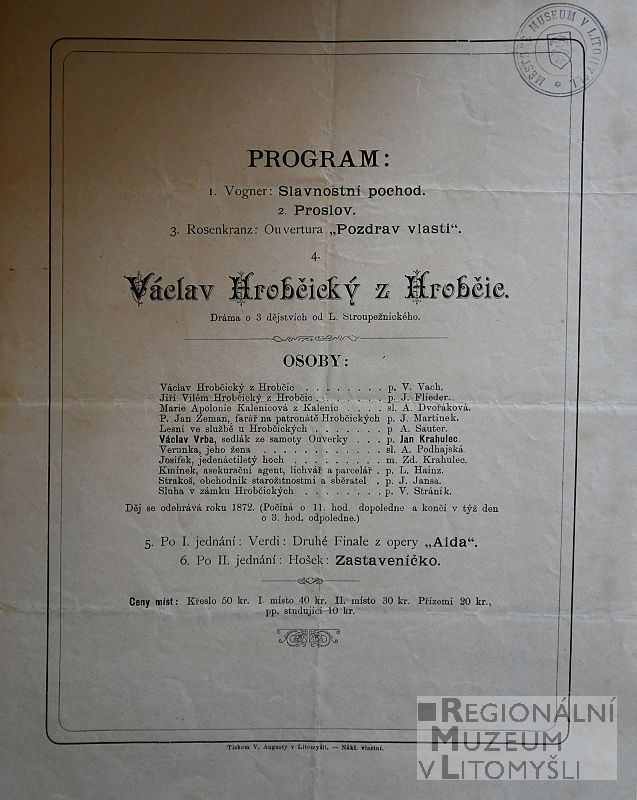 MĚSTSKÉ MUSEUM V LITOMYŠLI
PROGRAM:
1. Vogner: Slavnostní pochod.
2. Proslov.
3. Rosenkranz: Ouvertura „Pozdrav vlasti“.
4.
Václav Hrobčický z Hrobčic.
Dráma o 3 dějstvích od L. Stroupežnického.
OSOBY:
Václav Hrobčický z Hrobčic . . . . . . . . p. V. Vach.
Jiří Vilém Hrobčický z Hrobčic . . . . . . . p. J. Flieder.
Marie Apolonie Kalenicová z Kalenic . . . . sl. A. Dvořáková.
P. Jan Zeman, farář na patronátě Hrobčických p. J. Martinek.
Lesní ve službě u Hrobčických . . . . . . . p. A. Sauter.
Václav Vrba, sedlák ze samoty Ouverky . . . p. Jan Krahulec.
Verunka, jeho žena . . . . . . . . . . . . sl. A. Podhajská.
Josífek, jedenáctiletý hoch . . . . . . . . m. Zd. Krahulec.
Kmínek, asekurační agent, lichvář a parcelář . p. L. Hainz.
Strakoš, obchodník starožitnostmi a sběratel . p. J. Jansa.
Sluha v zámku Hrobčických . . . . . . . . p. V. Stráník.
Děj se odehrává roku 1872. (Počíná o 11. hod. dopoledne a končí v týž den
o 3. hod. odpoledne.)
5. Po I. jednání: Verdi: Druhé Finale z opery „Aida“.
6. Po II. jednání: Hošek: Zastaveníčko.
Ceny míst: Křeslo 50 kr. I. místo 40 kr. II. místo 30 kr. Přízemi 20 kr.,
pp. studující 10 kr.
Tiskem V. Augusty v Litomyšli. — Nákl. vlastní.
REGIONÁLNÍ
MUZEUM
V LITOMYŠLI